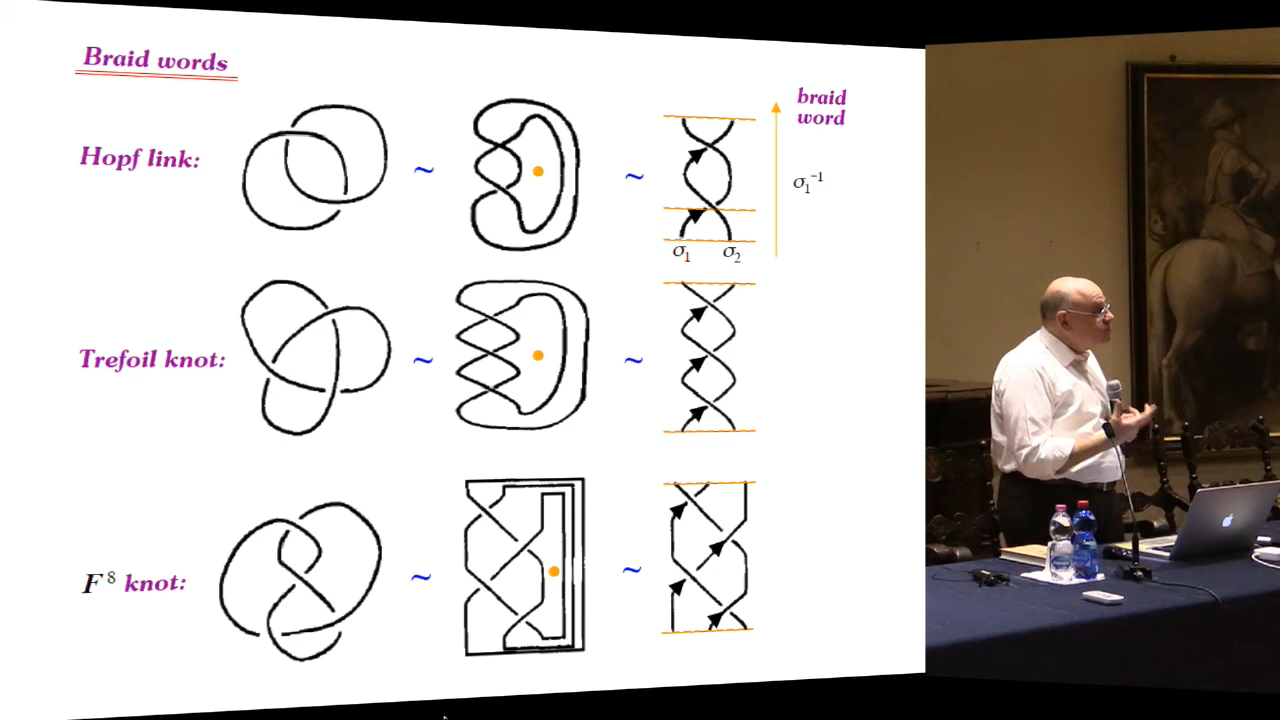 Braid words
braid
word
Hopf link:
~
~
σ₁⁻¹
σ₁
σ₂
Trefoil knot:
~
~
F⁸ knot:
~
~